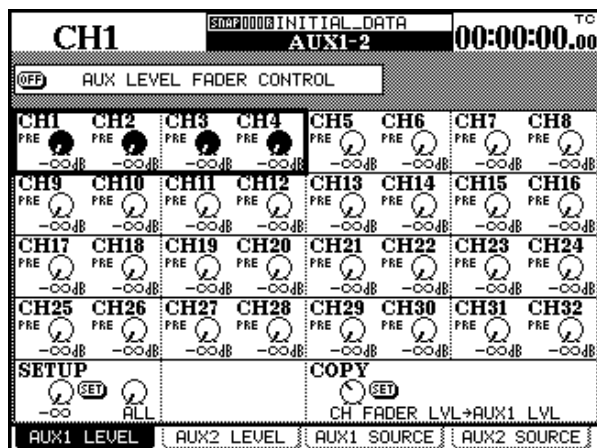 CH1 SNAP000 INITIAL_DATA TC
AUX1-2 00:00:00.00
OFF AUX LEVEL FADER CONTROL
CH1 CH2 CH3 CH4 CH5 CH6 CH7 CH8
PRE PRE PRE PRE PRE PRE PRE PRE
-∞dB -∞dB -∞dB -∞dB -∞dB -∞dB -∞dB -∞dB
CH9 CH10 CH11 CH12 CH13 CH14 CH15 CH16
PRE PRE PRE PRE PRE PRE PRE PRE
-∞dB -∞dB -∞dB -∞dB -∞dB -∞dB -∞dB -∞dB
CH17 CH18 CH19 CH20 CH21 CH22 CH23 CH24
PRE PRE PRE PRE PRE PRE PRE PRE
-∞dB -∞dB -∞dB -∞dB -∞dB -∞dB -∞dB -∞dB
CH25 CH26 CH27 CH28 CH29 CH30 CH31 CH32
PRE PRE PRE PRE PRE PRE PRE PRE
-∞dB -∞dB -∞dB -∞dB -∞dB -∞dB -∞dB -∞dB
SETUP COPY
SET SET
-∞ ALL CH FADER LVL→AUX1 LVL
AUX1 LEVEL AUX2 LEVEL AUX1 SOURCE AUX2 SOURCE